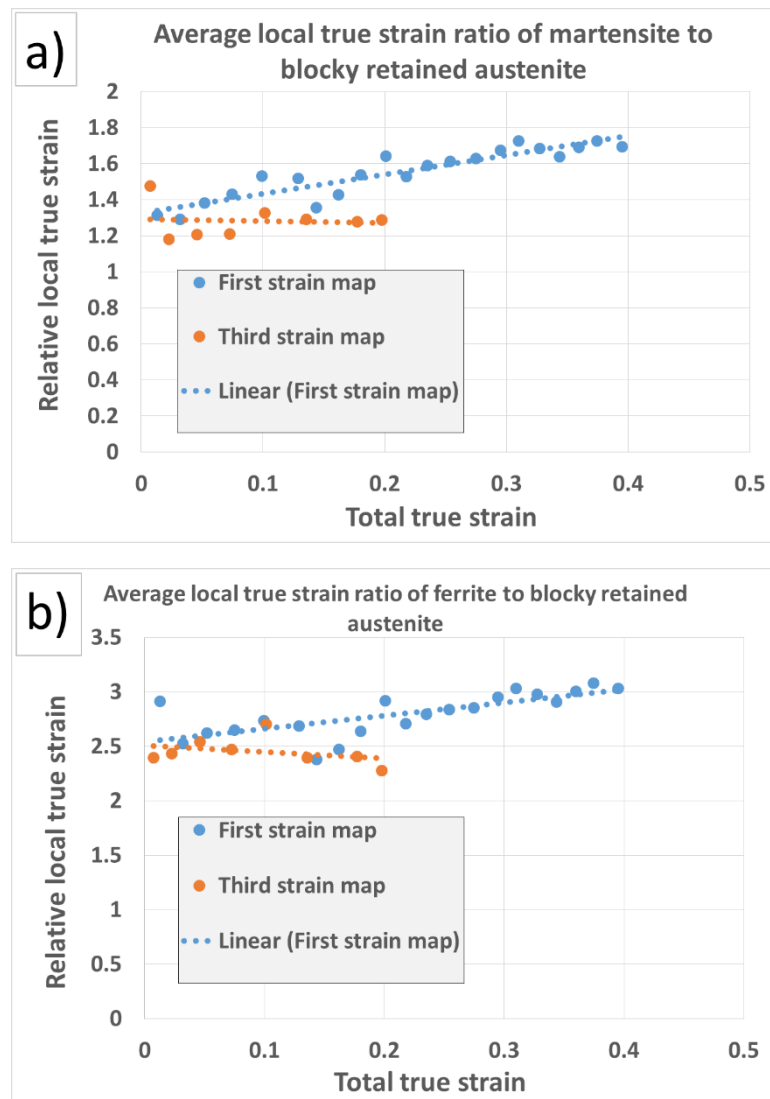 a)
Average local true strain ratio of martensite to
blocky retained austenite
Relative local true strain
2
1.8
1.6
1.4
1.2
1
0.8
0.6
0.4
0.2
0
First strain map
Third strain map
Linear (First strain map)
0 0.1 0.2 0.3 0.4 0.5
Total true strain
b)
Average local true strain ratio of ferrite to blocky retained
austenite
Relative local true strain
3.5
3
2.5
2
1.5
1
0.5
0
First strain map
Third strain map
Linear (First strain map)
0 0.1 0.2 0.3 0.4 0.5
Total true strain